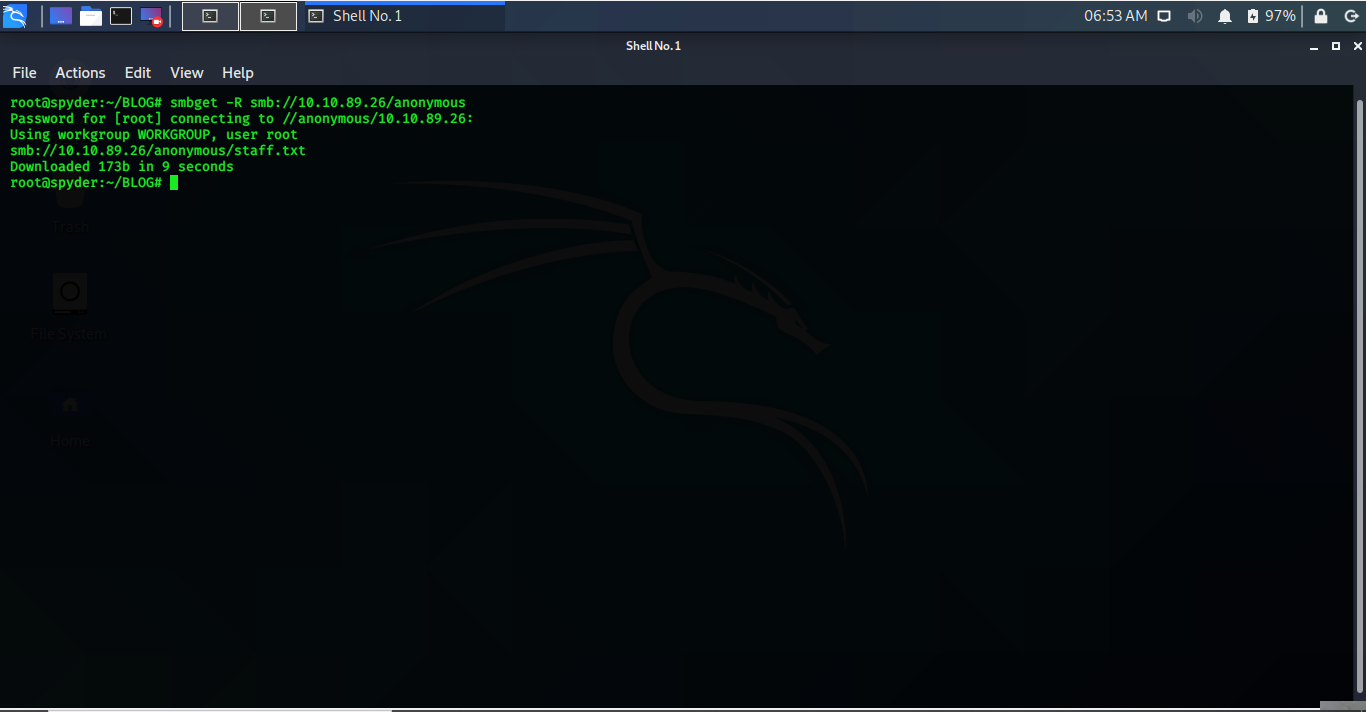 Shell No. 1
06:53 AM
97%
Shell No. 1
File Actions Edit View Help
root@spyder:~/BLOG# smbget -R smb://10.10.89.26/anonymous
Password for [root] connecting to //anonymous/10.10.89.26:
Using workgroup WORKGROUP, user root
smb://10.10.89.26/anonymous/staff.txt
Downloaded 173b in 9 seconds
root@spyder:~/BLOG#
Trash
File System
Home